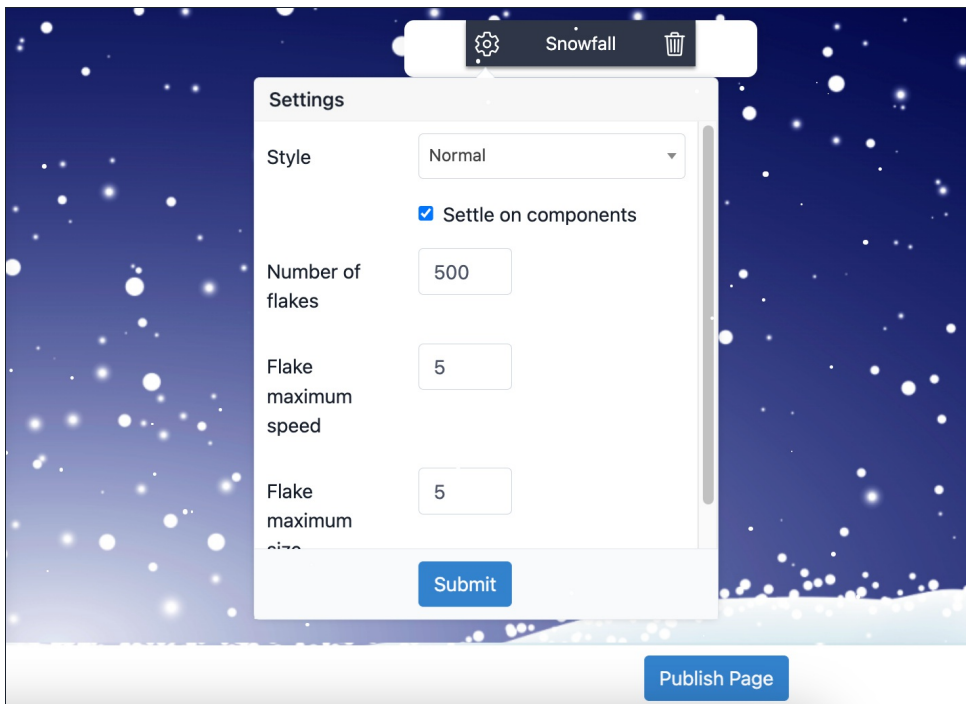 Snowfall
Settings
Style
Normal
Settle on components
Number of
flakes
500
Flake
maximum
speed
5
Flake
maximum
size
5
Submit
Publish Page